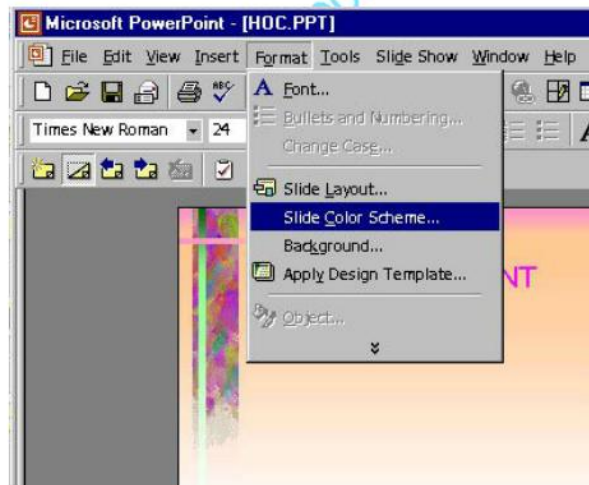 Microsoft PowerPoint - [HOC.PPT]
File Edit View Insert Format Tools Slide Show Window Help
Font...
Times New Roman 24
Bullets and Numbering...
Change Case...
Slide Layout...
Slide Color Scheme...
Background...
Apply Design Template...
NT
Object...